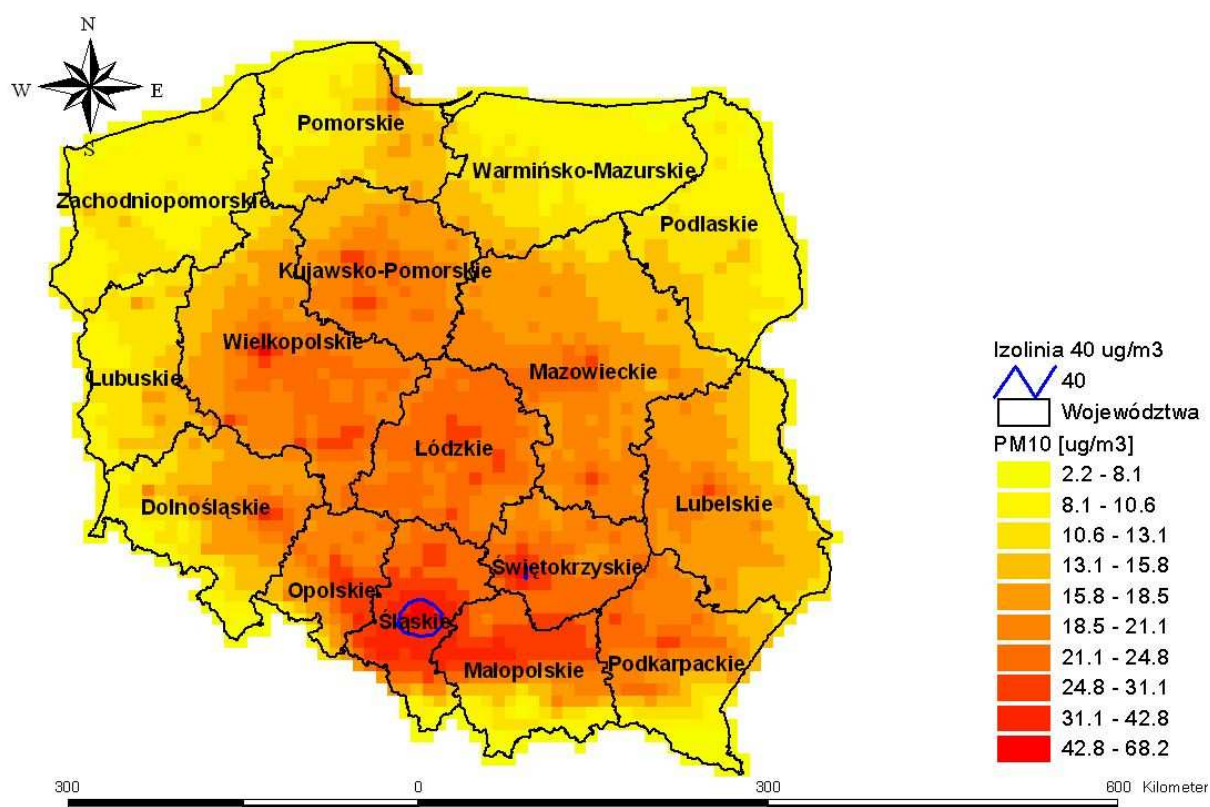 N
W E
S
Pomorskie
Warmińsko-Mazurskie
Zachodniopomorskie
Podlaskie
Kujawsko-Pomorskie
Wielkopolskie
Lubuskie
Mazowieckie
Łódzkie
Dolnośląskie
Lubelskie
Świętokrzyskie
Opolskie
Śląskie
Małopolskie
Podkarpackie
Izolinia 40 ug/m3
40
Województwa
PM10 [ug/m3]
2.2 - 8.1
8.1 - 10.6
10.6 - 13.1
13.1 - 15.8
15.8 - 18.5
18.5 - 21.1
21.1 - 24.8
24.8 - 31.1
31.1 - 42.8
42.8 - 68.2
300 0 300 600 Kilometer